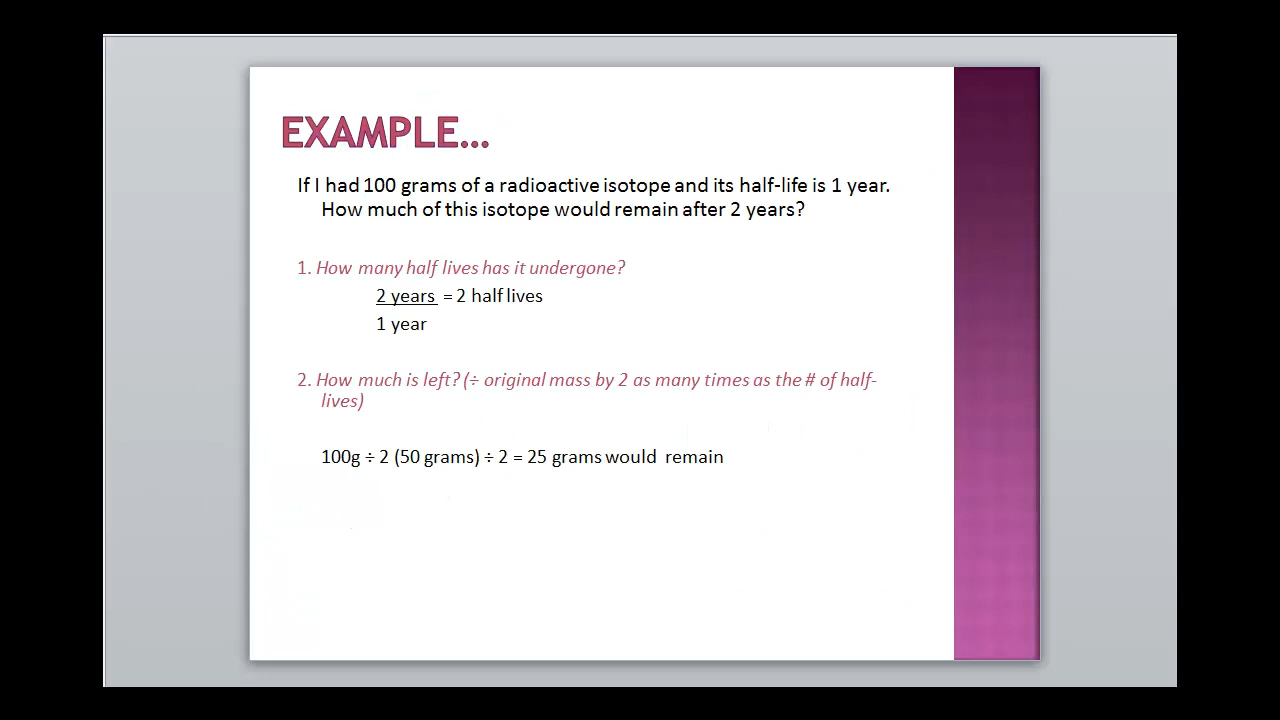 EXAMPLE...
If I had 100 grams of a radioactive isotope and its half-life is 1 year.
How much of this isotope would remain after 2 years?
1. How many half lives has it undergone?
2 years = 2 half lives
1 year
2. How much is left? (÷ original mass by 2 as many times as the # of half-
lives)
100g ÷ 2 (50 grams) ÷ 2 = 25 grams would remain